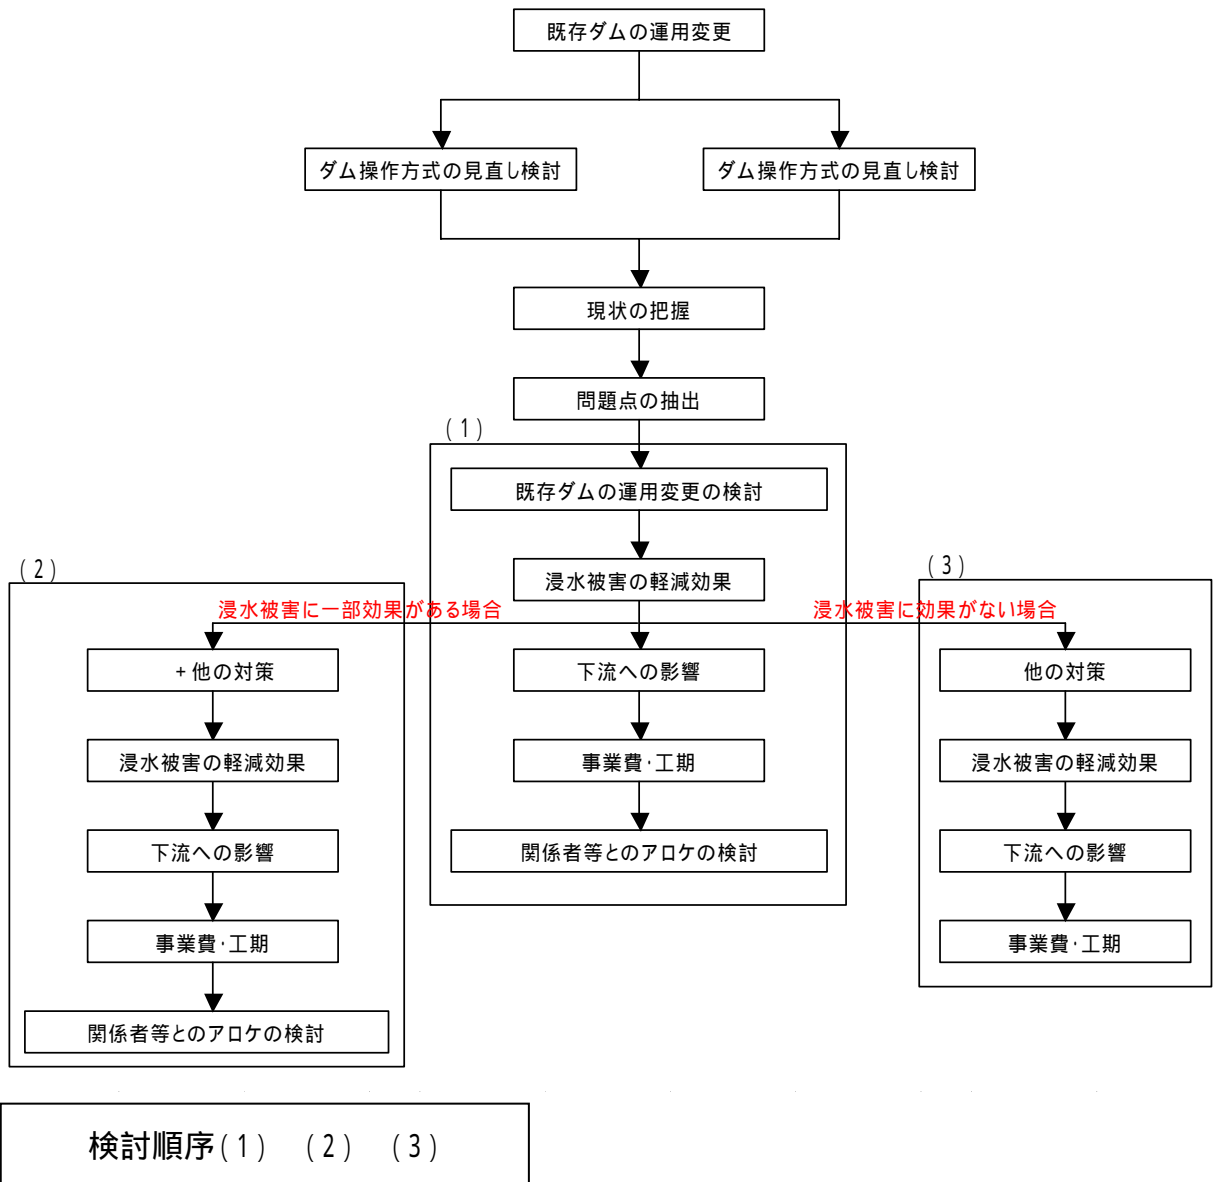 既存ダムの運用変更
ダム操作方式の見直し検討
ダム操作方式の見直し検討
現状の把握
問題点の抽出
(1)
既存ダムの運用変更の検討
浸水被害の軽減効果
(2)
(3)
浸水被害に一部効果がある場合
浸水被害に効果がない場合
+他の対策
下流への影響
他の対策
浸水被害の軽減効果
事業費・工期
浸水被害の軽減効果
下流への影響
関係者等とのアロケの検討
下流への影響
事業費・工期
事業費・工期
関係者等とのアロケの検討
検討順序(1) (2) (3)